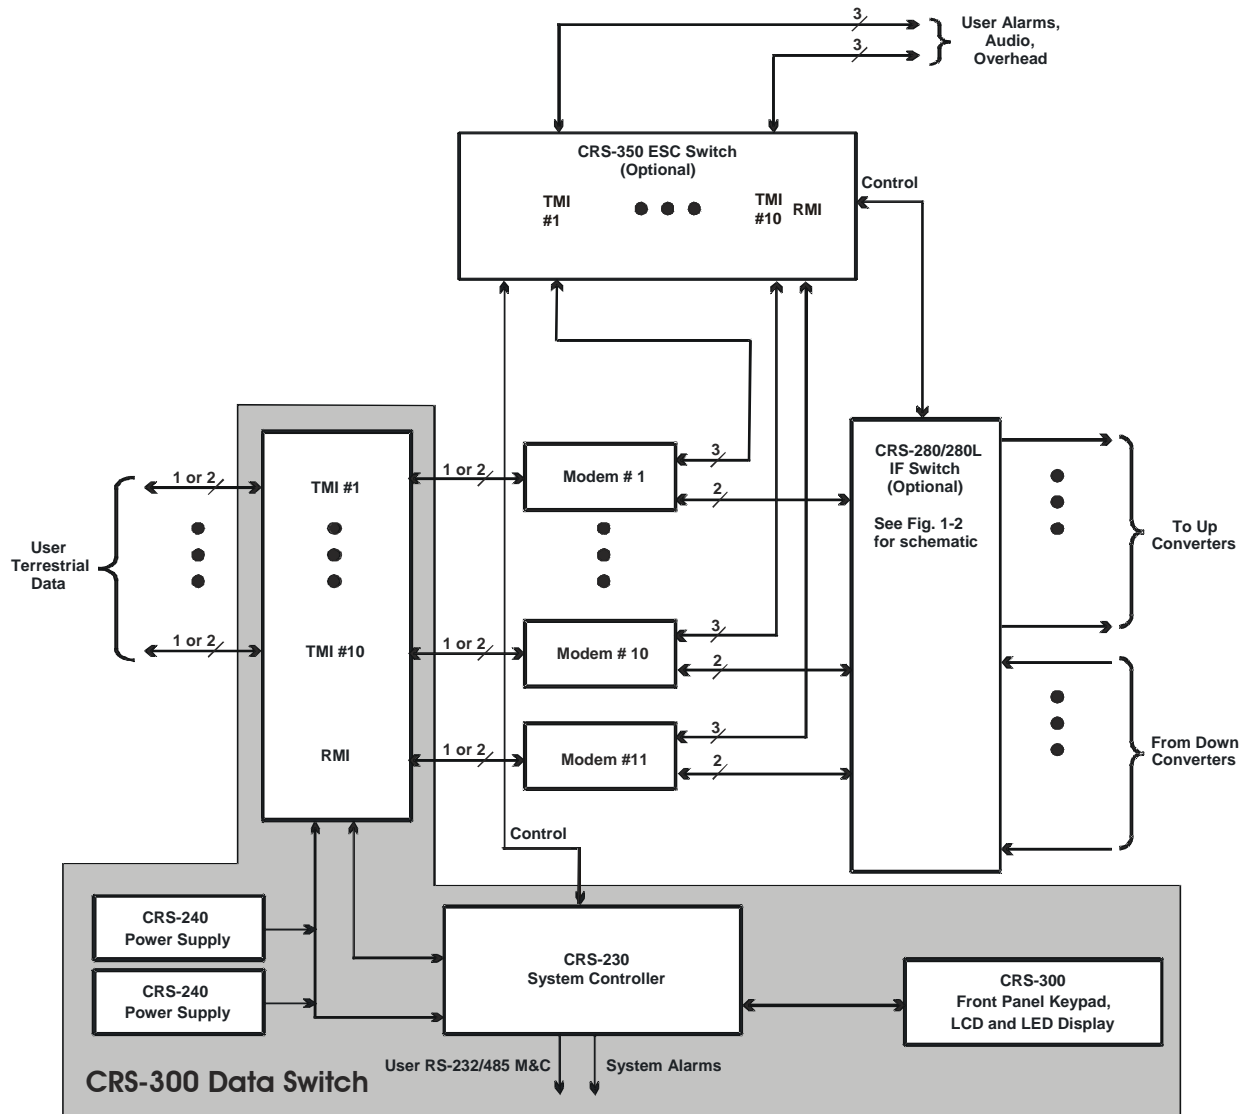 3
User Alarms,
Audio,
Overhead
3
CRS-350 ESC Switch
(Optional)
TMI
#1
TMI
#10
RMI
Control
CRS-280/280L
IF Switch
(Optional)
See Fig. 1-2
for schematic
To Up
Converters
From Down
Converters
User
Terrestrial
Data
1 or 2
1 or 2
TMI #1
TMI #10
RMI
1 or 2
1 or 2
1 or 2
Modem # 1
3
2
Modem # 10
3
2
Modem #11
3
2
Control
CRS-240
Power Supply
CRS-240
Power Supply
CRS-230
System Controller
CRS-300
Front Panel Keypad,
LCD and LED Display
User RS-232/485 M&C
System Alarms
CRS-300 Data Switch